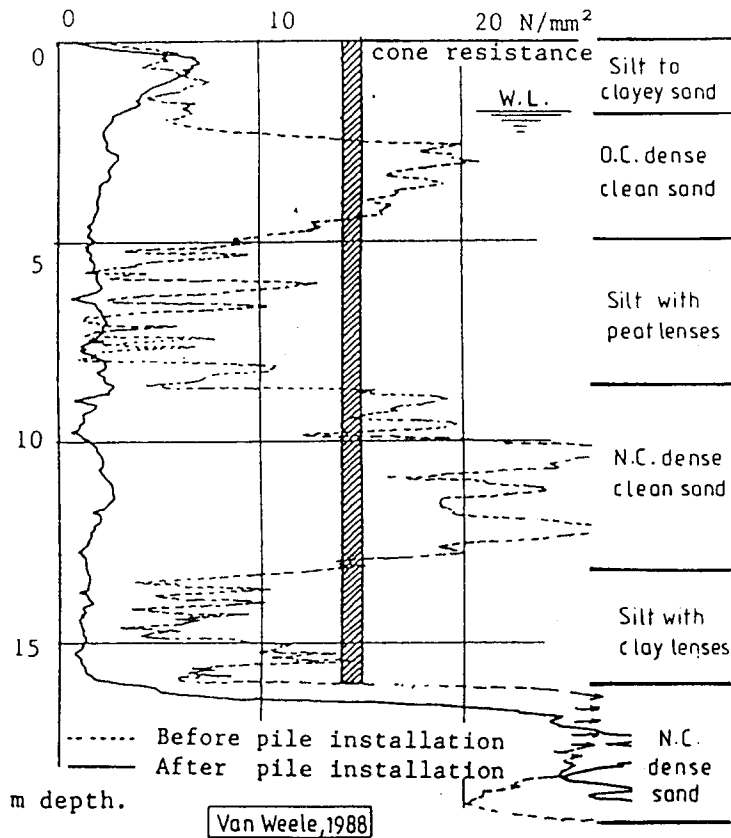 0 10 20 N/mm²
cone resistance
0
Silt to
clayey sand
W.L.
O.C. dense
clean sand
5
Silt with
peat lenses
10
N.C. dense
clean sand
Silt with
clay lenses
15
Before pile installation
After pile installation
N.C.
dense
sand
m depth.
Van Weele, 1988